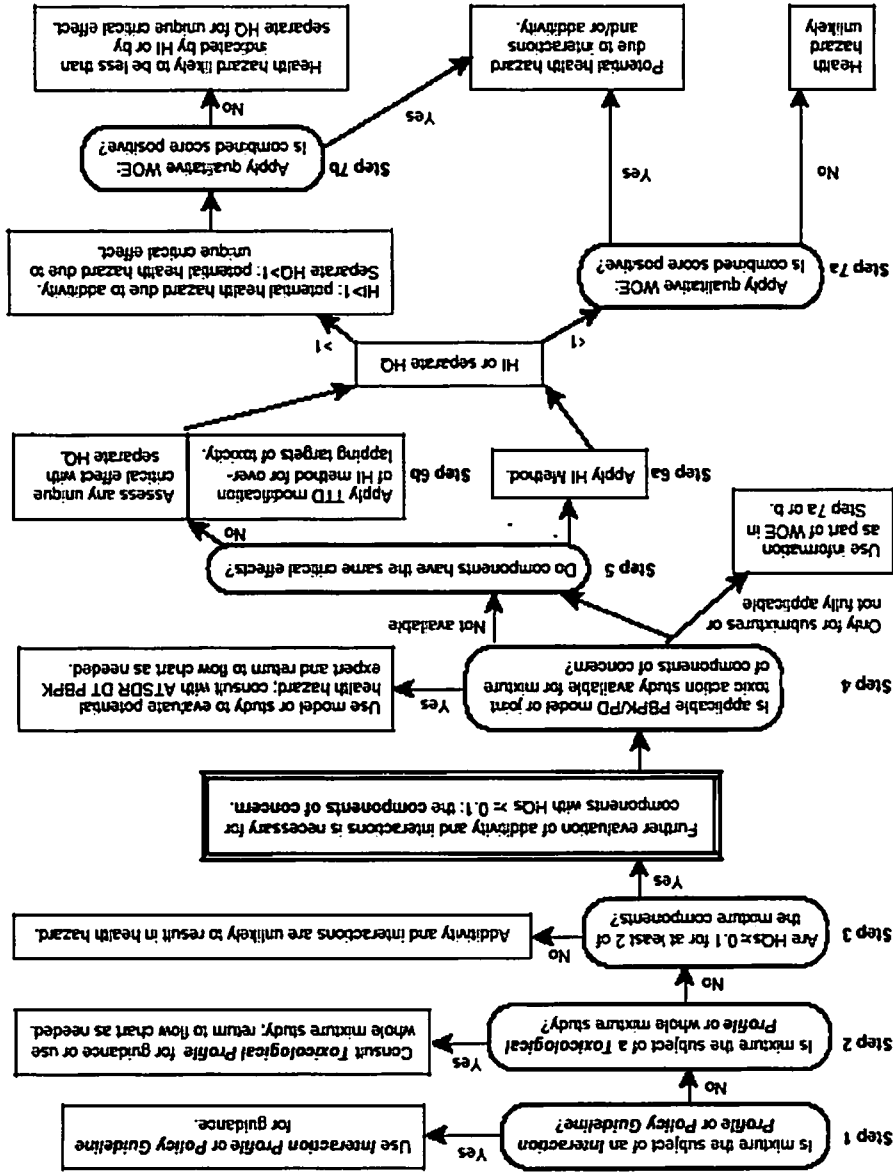 Step 1
Is mixture the subject of an Interaction
Profile or Policy Guideline?
Yes
Use Interaction Profile or Policy Guideline
for guidance.
No
Step 2
Is mixture the subject of a Toxicological
Profile or whole mixture study?
Yes
Consult Toxicological Profile for guidance or use
whole mixture study; return to flow chart as needed.
No
Step 3
Are HQs ≥ 0.1 for at least 2 of
the mixture components?
No
Additivity and interactions are unlikely to result in health hazard.
Yes
Further evaluation of additivity and interactions is necessary for
components with HQs ≥ 0.1: the components of concern.
Step 4
Is applicable PBPK/PD model or joint
toxic action study available for mixture
of components of concern?
Yes
Use model or study to evaluate potential
health hazard; consult with ATSDR DT PBPK
expert and return to flow chart as needed.
Only for submixtures or
not fully applicable
Not available
Use information
as part of WOE in
Step 7a or b.
Step 5
Do components have the same critical effects?
No
Step 6a
Apply HI Method.
Step 6b
Apply TTD modification
of HI method for over-
lapping targets of toxicity.
Assess any unique
critical effect with
separate HQ.
HI or separate HQ
<1
>1
Step 7a
Apply qualitative WOE:
Is combined score positive?
HI>1: potential health hazard due to additivity.
Separate HQ>1: potential health hazard due to
unique critical effect.
Step 7b
Apply qualitative WOE:
Is combined score positive?
No
Yes
Yes
No
Health
hazard
unlikely
Potential health hazard
due to interactions
and/or additivity.
Health hazard likely to be less than
indicated by HI or by
separate HQ for unique critical effect.